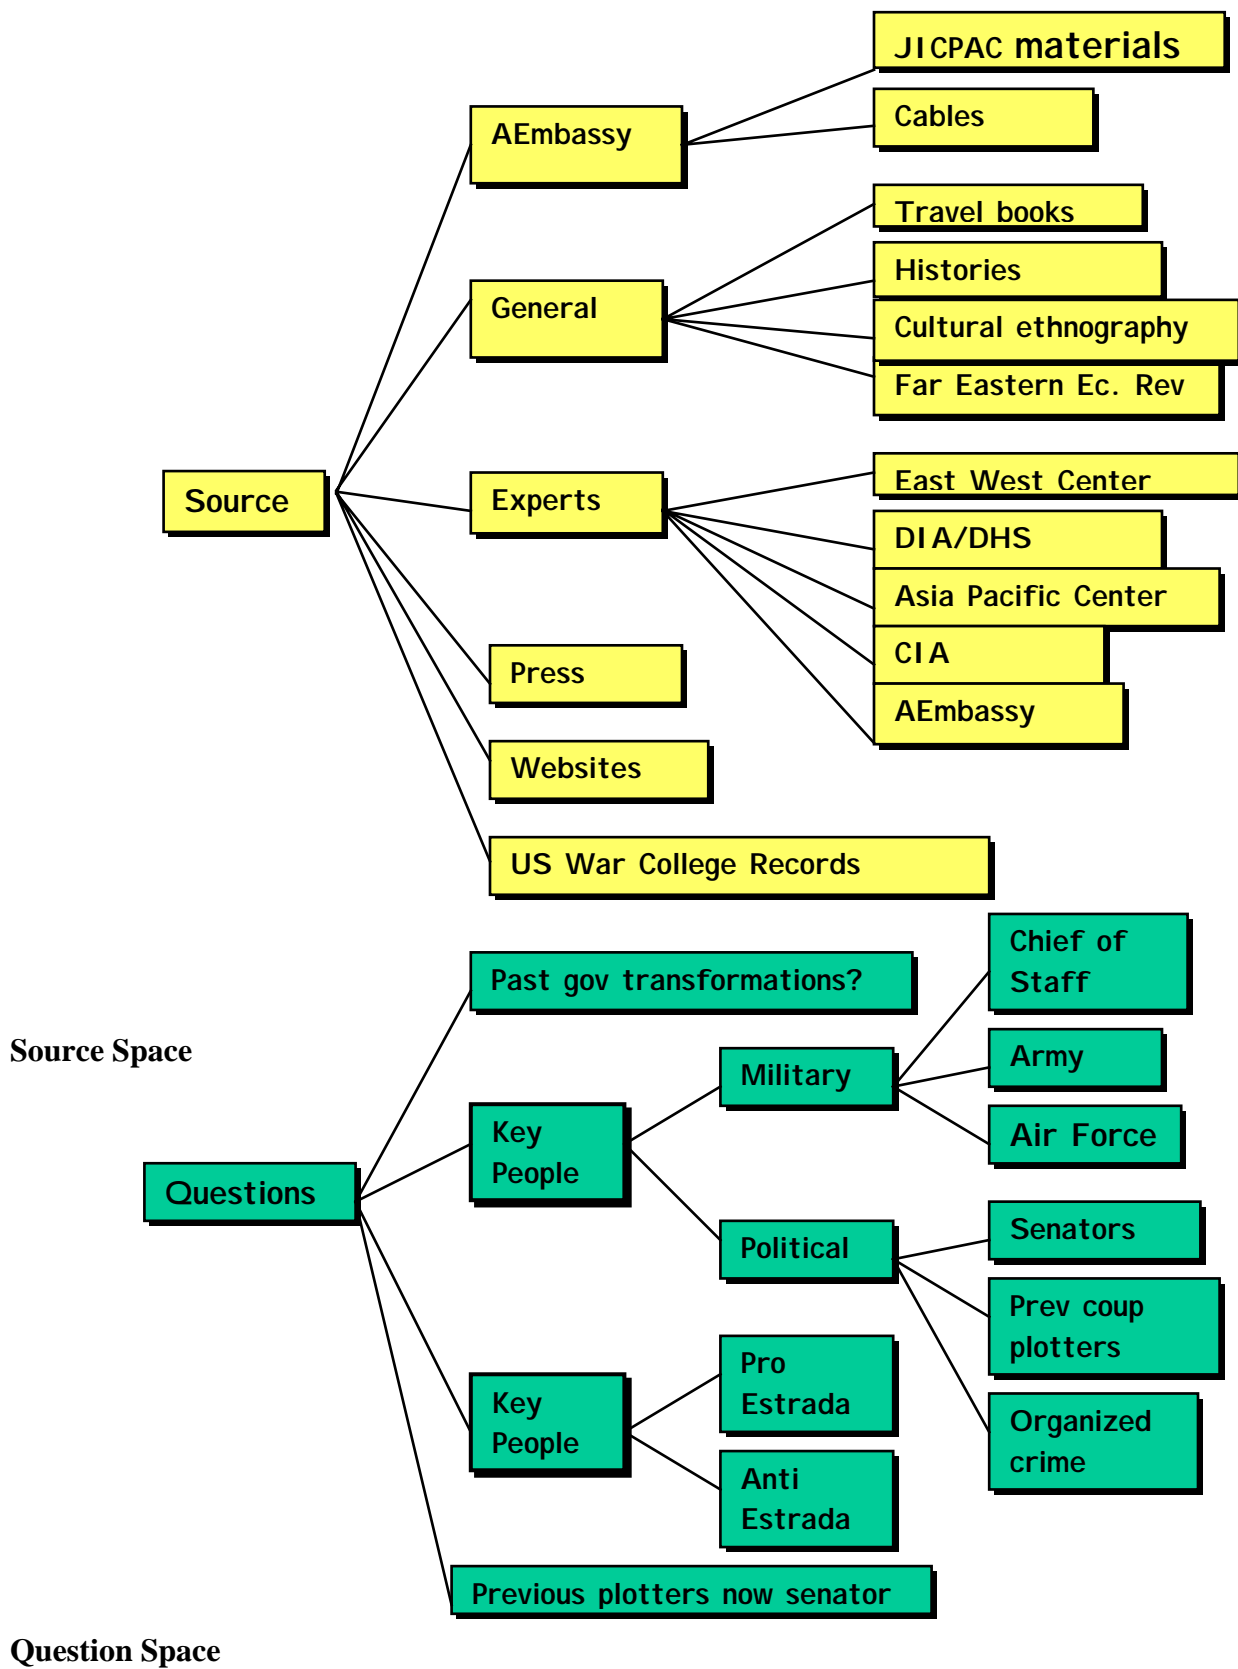 JICPAC materials
AEmbassy
Cables
Travel books
General
Histories
Cultural ethnography
Far Eastern Ec. Rev
Source
Experts
East West Center
DIA/DHS
Asia Pacific Center
CIA
AEmbassy
Press
Websites
US War College Records
Past gov transformations?
Chief of
Staff
Source Space
Military
Army
Key
People
Air Force
Questions
Political
Senators
Prev coup
plotters
Key
People
Pro
Estrada
Organized
crime
Anti
Estrada
Previous plotters now senator
Question Space